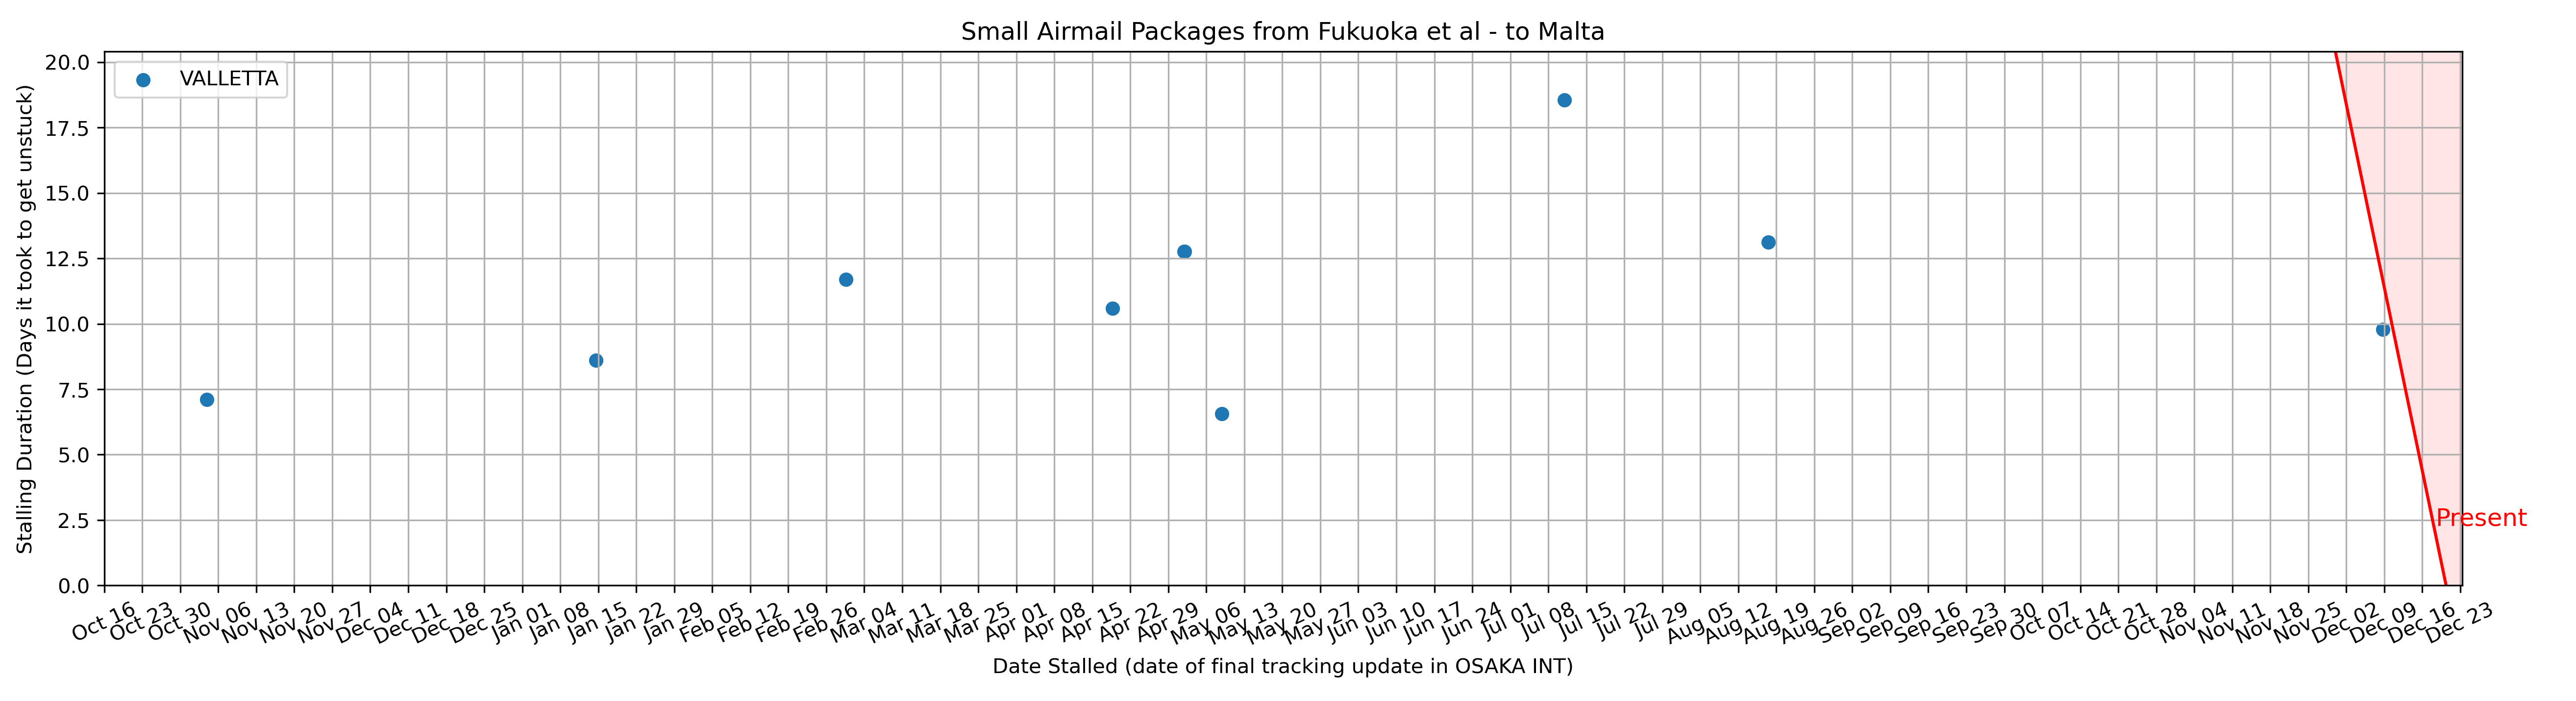 Small Airmail Packages from Fukuoka et al - to Malta
VALLETTA
Stalling Duration (Days it took to get unstuck)
20.0
17.5
15.0
12.5
10.0
7.5
5.0
2.5
0.0
Present
Oct 16
Oct 23
Oct 30
Nov 06
Nov 13
Nov 20
Nov 27
Dec 04
Dec 11
Dec 18
Dec 25
Jan 01
Jan 08
Jan 15
Jan 22
Jan 29
Feb 05
Feb 12
Feb 19
Feb 26
Mar 04
Mar 11
Mar 18
Mar 25
Apr 01
Apr 08
Apr 15
Apr 22
Apr 29
May 06
May 13
May 20
May 27
Jun 03
Jun 10
Jun 17
Jun 24
Jul 01
Jul 08
Jul 15
Jul 22
Jul 29
Aug 05
Aug 12
Aug 19
Aug 26
Sep 02
Sep 09
Sep 16
Sep 23
Sep 30
Oct 07
Oct 14
Oct 21
Oct 28
Nov 04
Nov 11
Nov 18
Nov 25
Dec 02
Dec 09
Dec 16
Dec 23
Date Stalled (date of final tracking update in OSAKA INT)